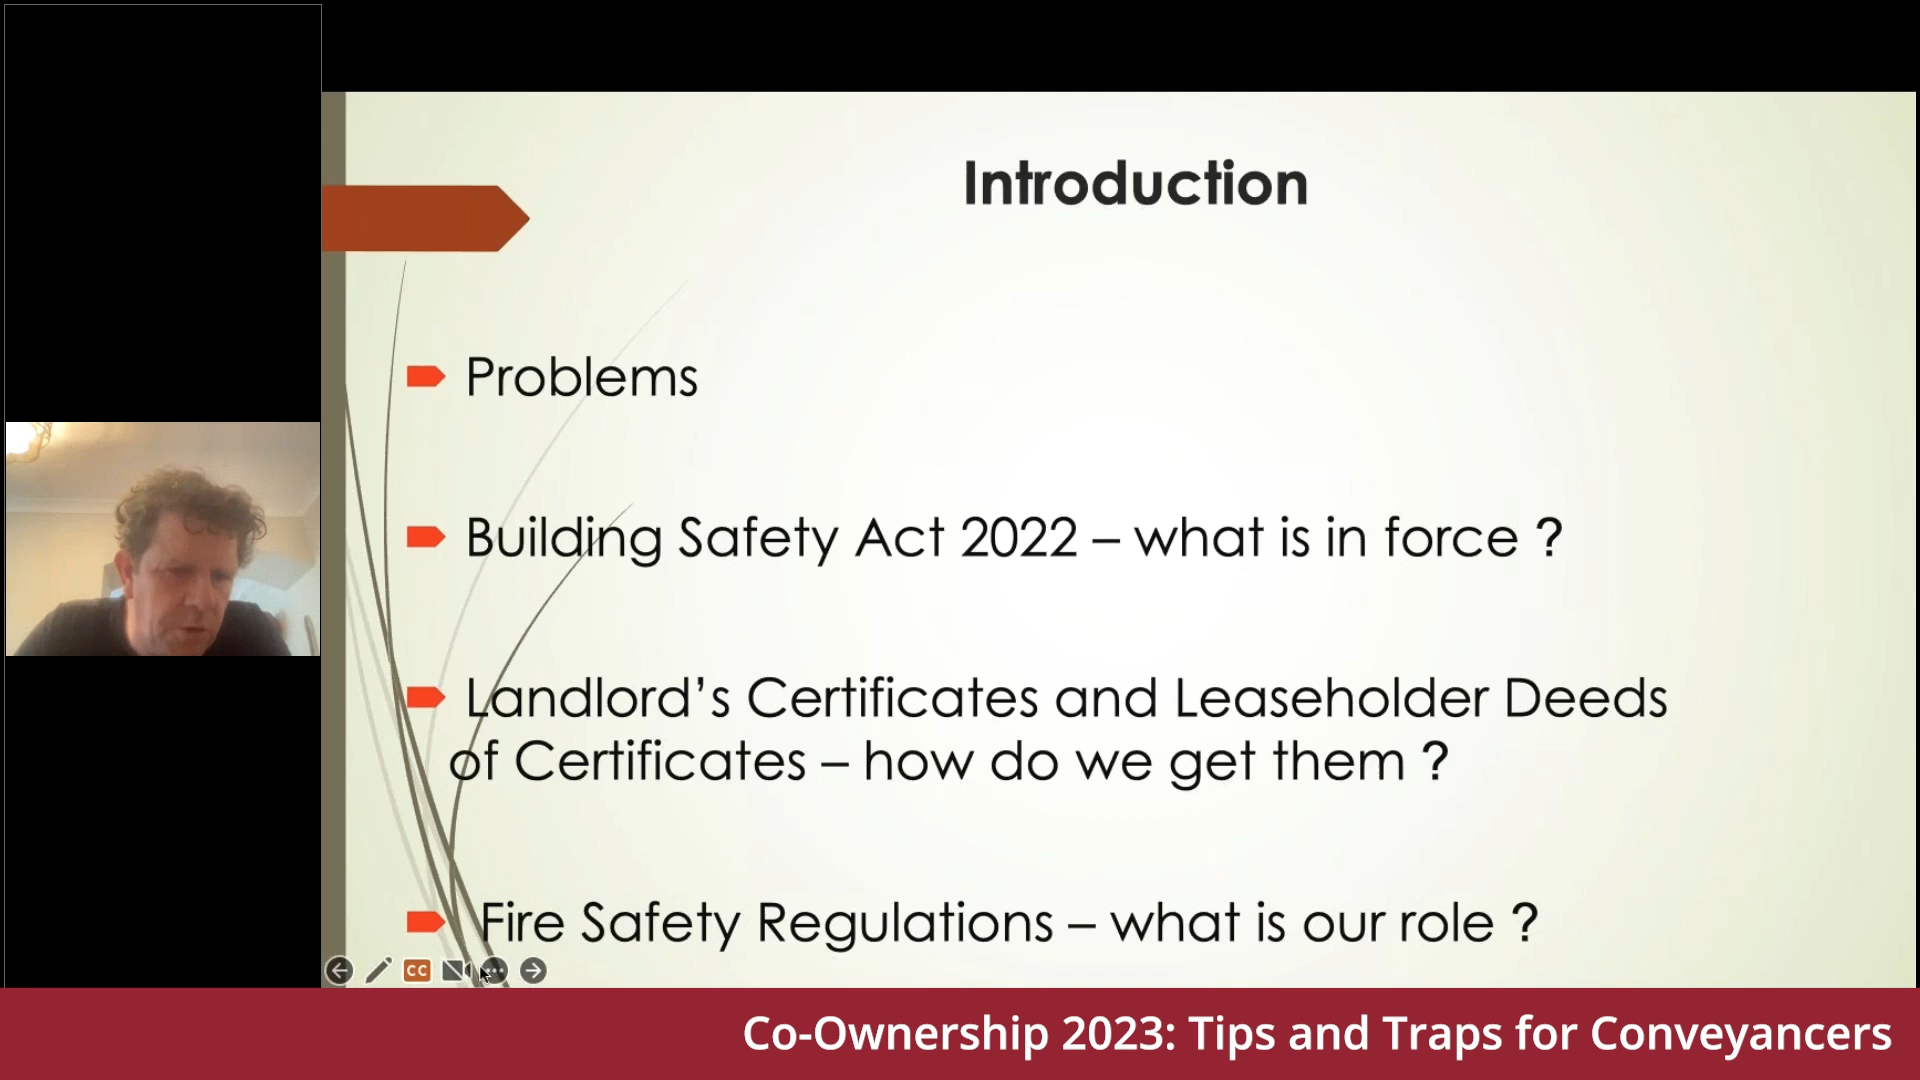 Introduction
Problems
Building Safety Act 2022 – what is in force ?
Landlord’s Certificates and Leaseholder Deeds
of Certificates – how do we get them ?
Fire Safety Regulations – what is our role ?
CC
Co-Ownership 2023: Tips and Traps for Conveyancers